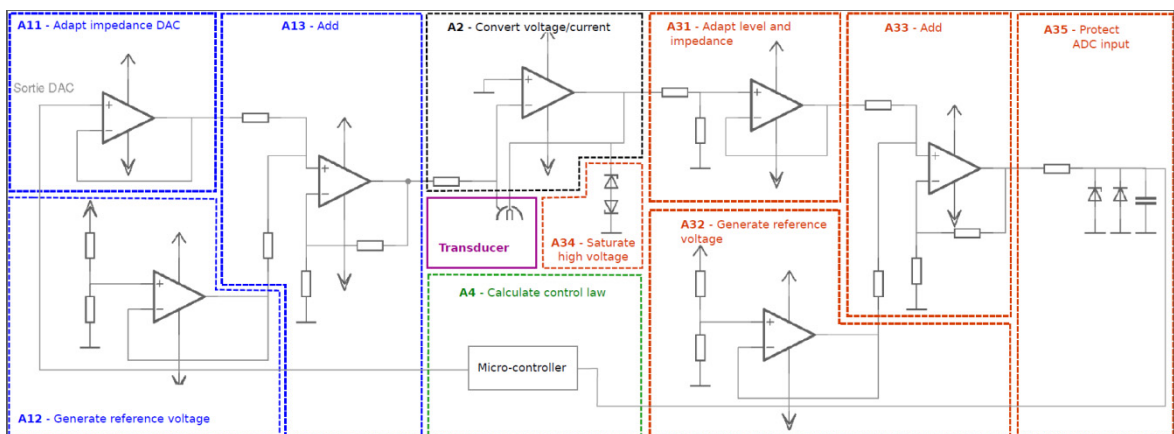 A11 - Adapt impedance DAC
A13 - Add
A2 - Convert voltage/current
A31 - Adapt level and
impedance
A33 - Add
A35 - Protect
ADC input
Sortie DAC
Transducer
A34 - Saturate
high voltage
A32 - Generate reference
voltage
A4 - Calculate control law
Micro-controller
A12 - Generate reference voltage